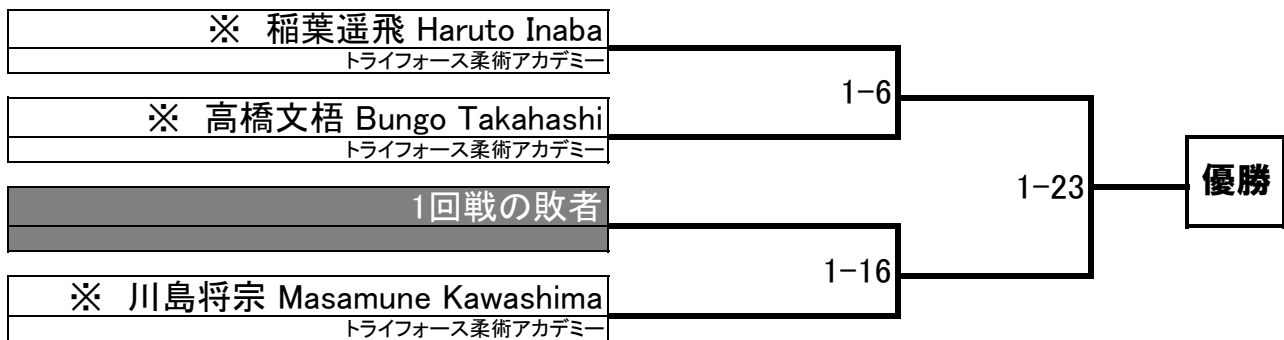 ※ 稲葉遥飛 Haruto Inaba
トライフォース柔術アカデミー
1-6
※ 高橋文梧 Bungo Takahashi
トライフォース柔術アカデミー
1-23
優勝
1回戦の敗者
1-16
※ 川島将宗 Masamune Kawashima
トライフォース柔術アカデミー